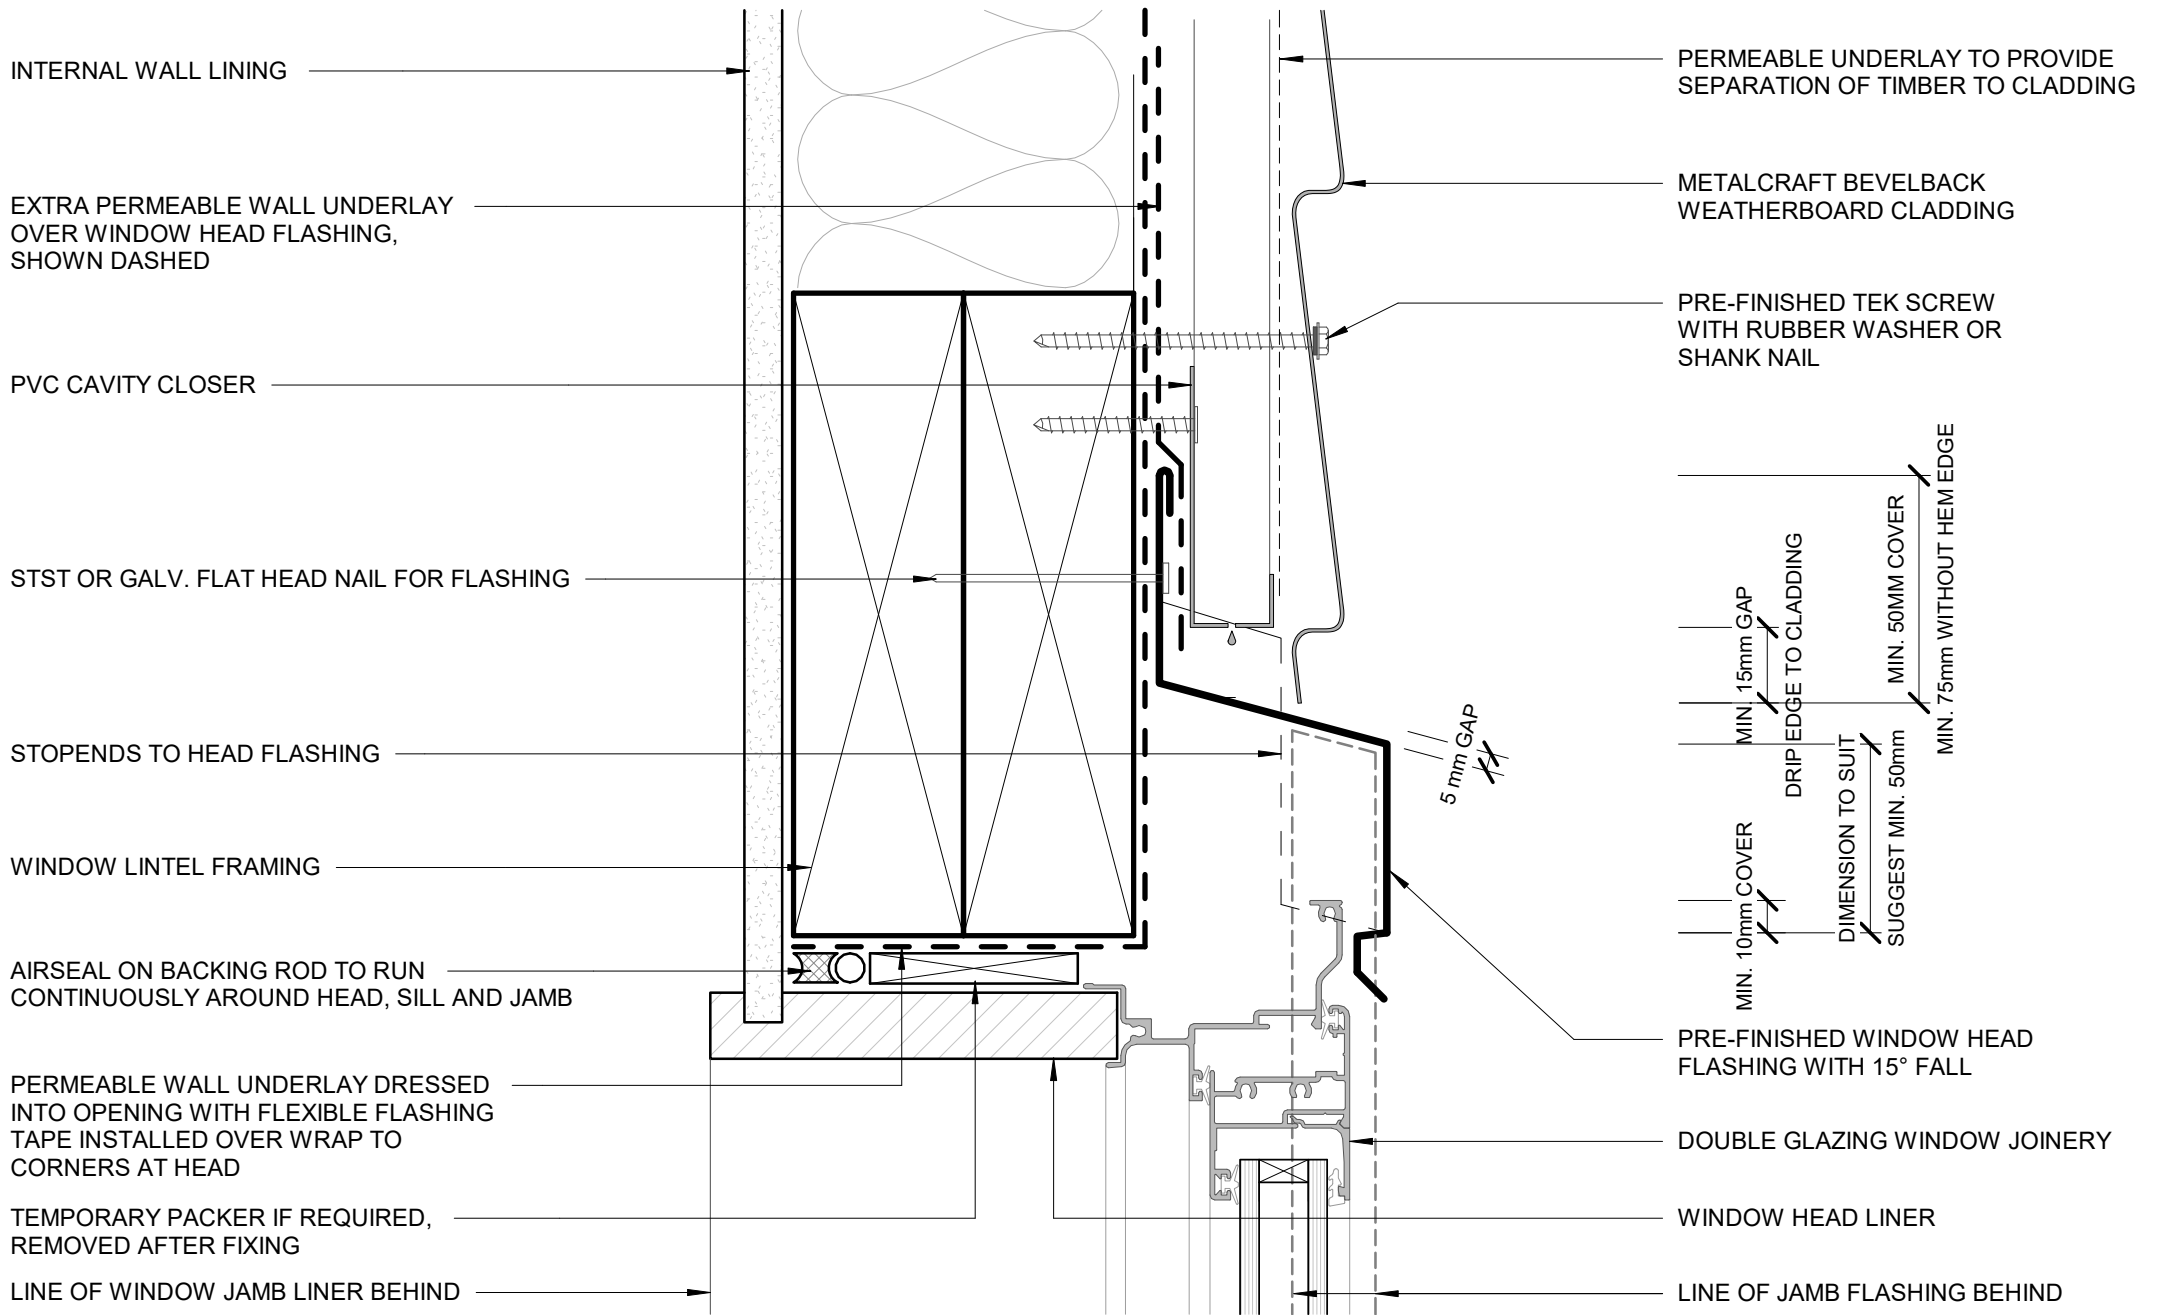 INTERNAL WALL LINING
EXTRA PERMEABLE WALL UNDERLAY
OVER WINDOW HEAD FLASHING,
SHOWN DASHED
PVC CAVITY CLOSER
STST OR GALV. FLAT HEAD NAIL FOR FLASHING
STOPENDS TO HEAD FLASHING
WINDOW LINTEL FRAMING
AIRSEAL ON BACKING ROD TO RUN
CONTINUOUSLY AROUND HEAD, SILL AND JAMB
PERMEABLE WALL UNDERLAY DRESSED
INTO OPENING WITH FLEXIBLE FLASHING
TAPE INSTALLED OVER WRAP TO
CORNERS AT HEAD
TEMPORARY PACKER IF REQUIRED,
REMOVED AFTER FIXING
LINE OF WINDOW JAMB LINER BEHIND
PERMEABLE UNDERLAY TO PROVIDE
SEPARATION OF TIMBER TO CLADDING
METALCRAFT BEVELBACK
WEATHERBOARD CLADDING
PRE-FINISHED TEK SCREW
WITH RUBBER WASHER OR
SHANK NAIL
5 mm GAP
MIN. 15mm GAP
DRIP EDGE TO CLADDING
MIN. 50MM COVER
MIN. 75mm WITHOUT HEM EDGE
MIN. 10mm COVER
DIMENSION TO SUIT
SUGGEST MIN. 50mm
PRE-FINISHED WINDOW HEAD
FLASHING WITH 15° FALL
DOUBLE GLAZING WINDOW JOINERY
WINDOW HEAD LINER
LINE OF JAMB FLASHING BEHIND